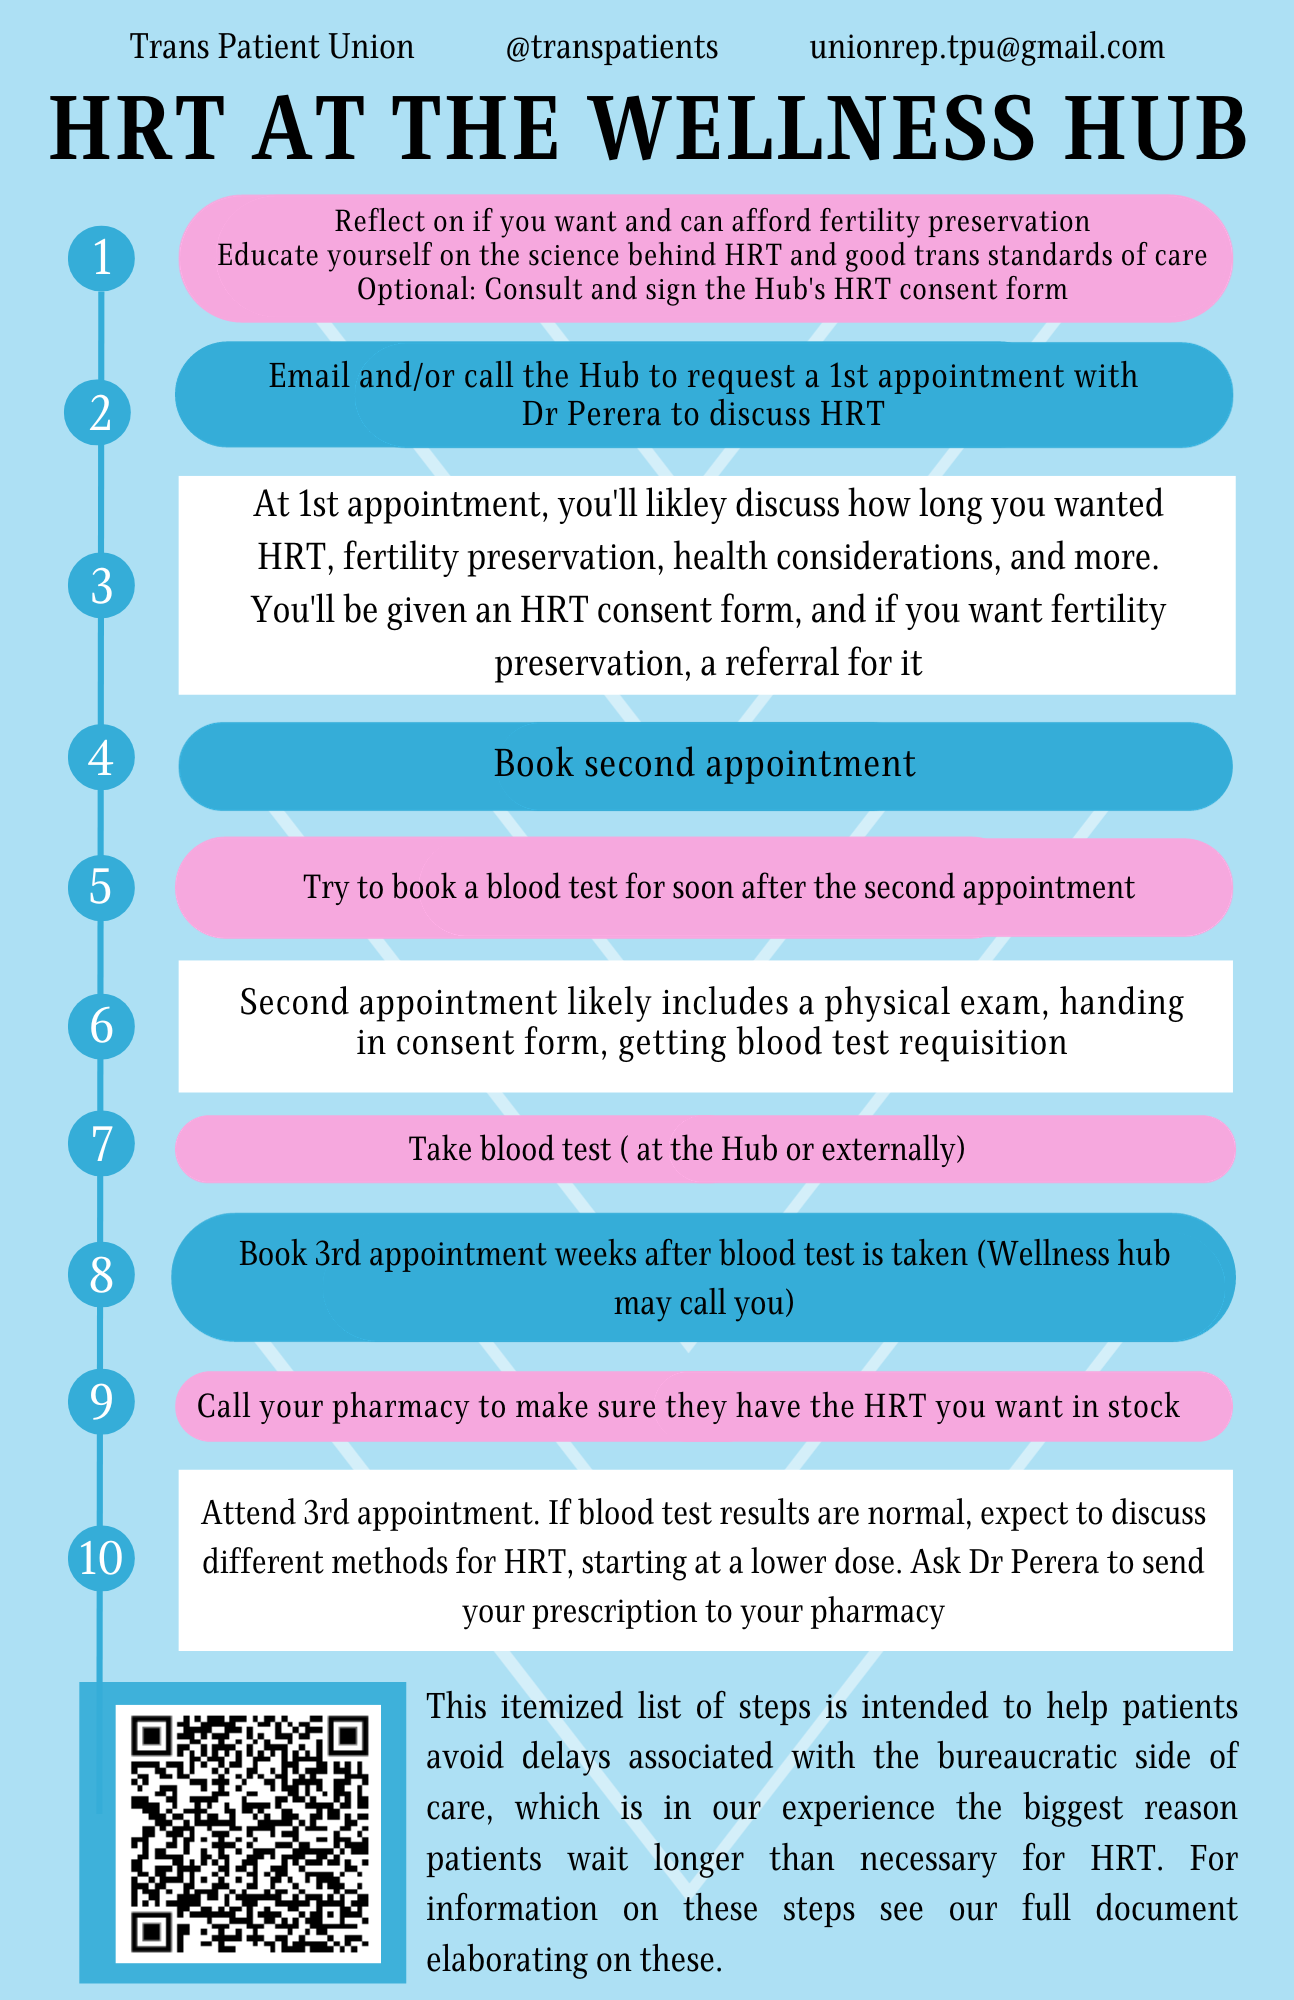 Trans Patient Union @transpatients unionrep.tpu@gmail.com
HRT AT THE WELLNESS HUB
1
Reflect on if you want and can afford fertility preservation
Educate yourself on the science behind HRT and good trans standards of care
Optional: Consult and sign the Hub's HRT consent form
2
Email and/or call the Hub to request a 1st appointment with
Dr Perera to discuss HRT
3
At 1st appointment, you'll likley discuss how long you wanted
HRT, fertility preservation, health considerations, and more.
You'll be given an HRT consent form, and if you want fertility
preservation, a referral for it
4
Book second appointment
5
Try to book a blood test for soon after the second appointment
6
Second appointment likely includes a physical exam, handing
in consent form, getting blood test requisition
7
Take blood test ( at the Hub or externally)
8
Book 3rd appointment weeks after blood test is taken (Wellness hub
may call you)
9
Call your pharmacy to make sure they have the HRT you want in stock
10
Attend 3rd appointment. If blood test results are normal, expect to discuss
different methods for HRT, starting at a lower dose. Ask Dr Perera to send
your prescription to your pharmacy
This itemized list of steps is intended to help patients
avoid delays associated with the bureaucratic side of
care, which is in our experience the biggest reason
patients wait longer than necessary for HRT. For
information on these steps see our full document
elaborating on these.